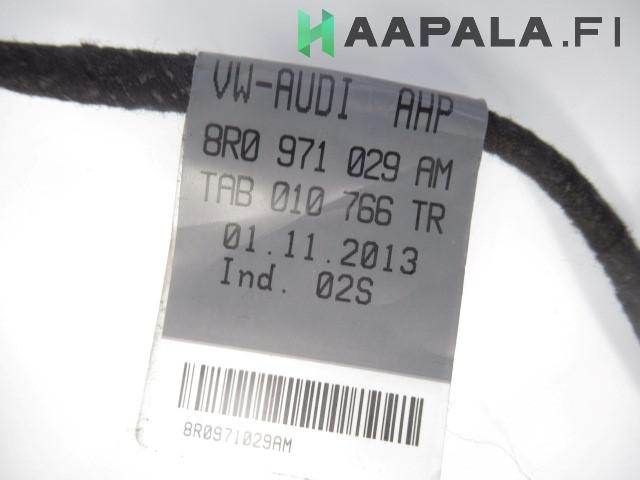 HAAPALA.FI
VW-AUDI AHP
8R0 971 029 AM
TAB 010 766 TR
01.11.2013
Ind. 02S
8R0971029AM